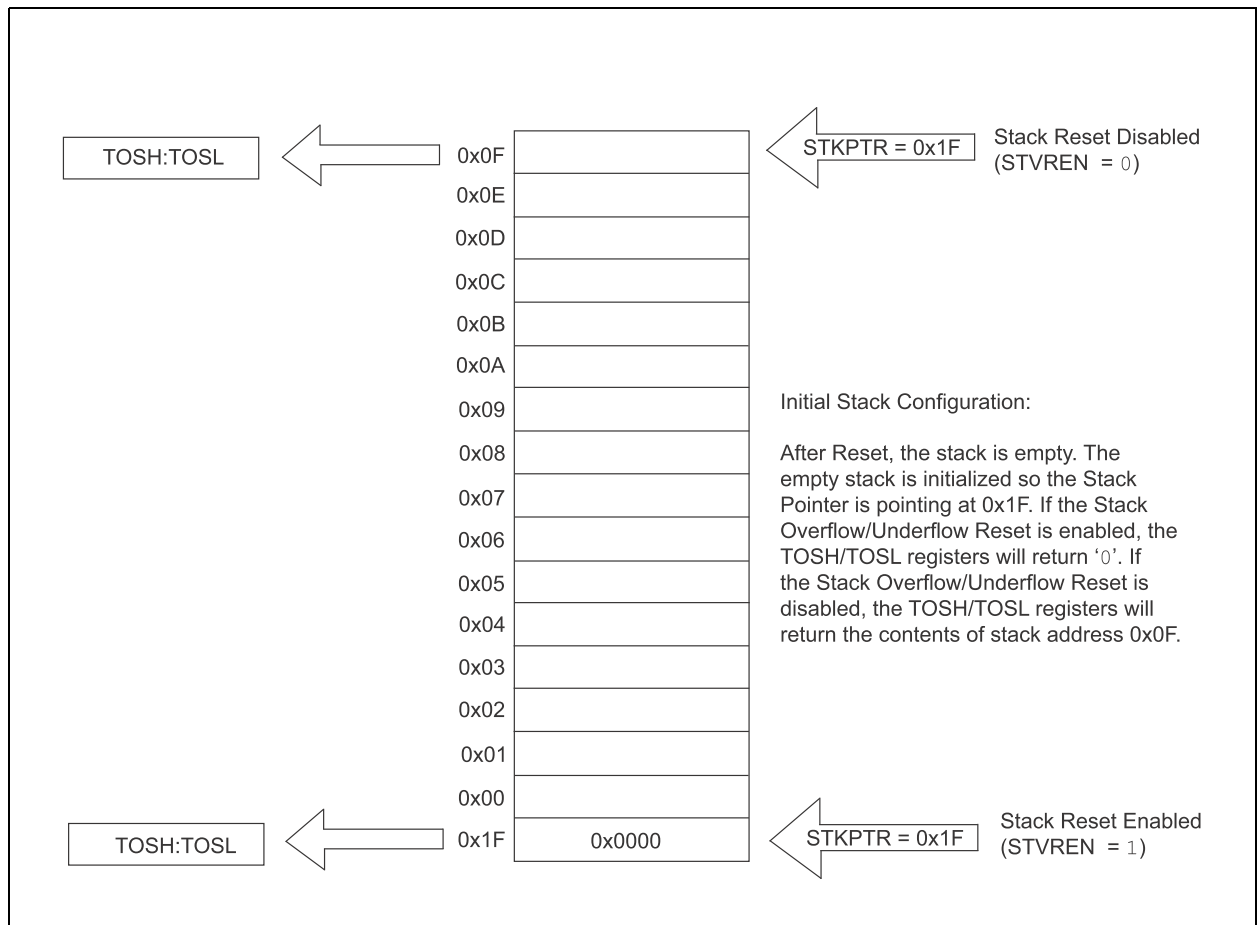 TOSH:TOSL
0x0F
STKPTR = 0x1F
Stack Reset Disabled
(STVREN = 0)
0x0E
0x0D
0x0C
0x0B
0x0A
0x09
0x08
0x07
0x06
0x05
0x04
0x03
0x02
0x01
0x00
Initial Stack Configuration:
After Reset, the stack is empty. The
empty stack is initialized so the Stack
Pointer is pointing at 0x1F. If the Stack
Overflow/Underflow Reset is enabled, the
TOSH/TOSL registers will return ‘0’. If
the Stack Overflow/Underflow Reset is
disabled, the TOSH/TOSL registers will
return the contents of stack address 0x0F.
TOSH:TOSL
0x1F
0x0000
STKPTR = 0x1F
Stack Reset Enabled
(STVREN = 1)